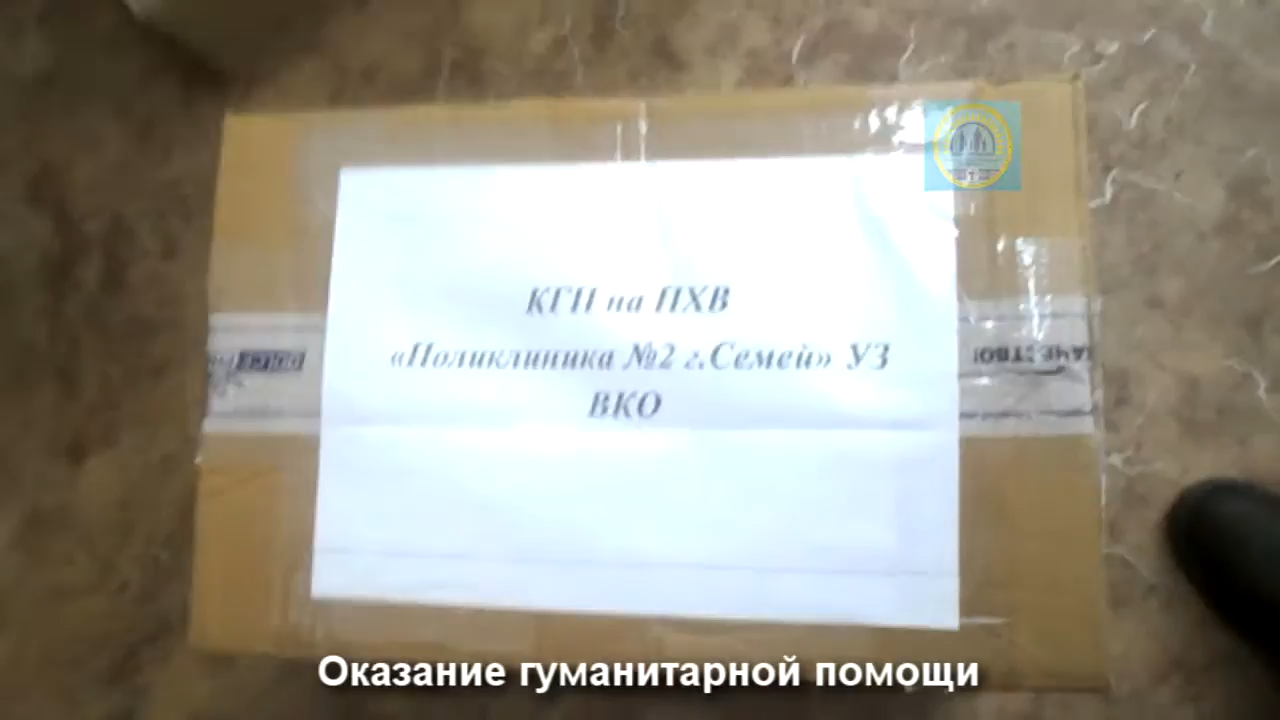 КГП на ПХВ
«Поликлиника №2 г.Семей» УЗ
ВКО
Оказание гуманитарной помощи